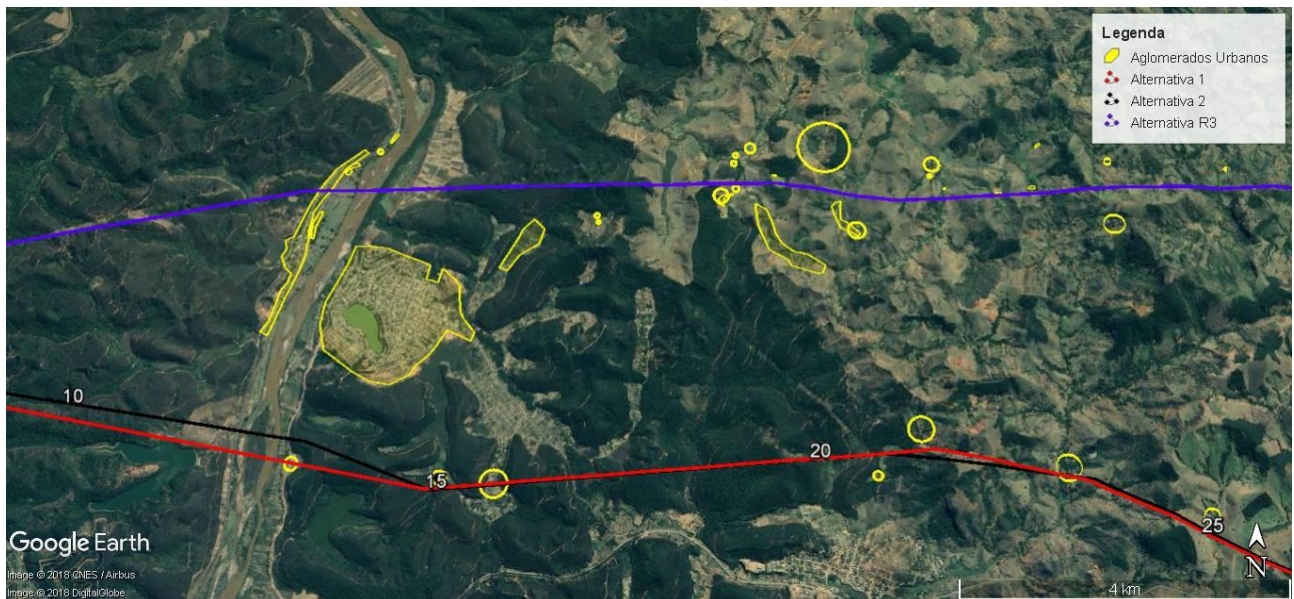 Legenda
Aglomerados Urbanos
Alternativa 1
Alternativa 2
Alternativa R3
10
15
20
25
Google Earth
N
Image © 2018 CNES / Airbus
Image © 2018 DigitalGlobe
4 km